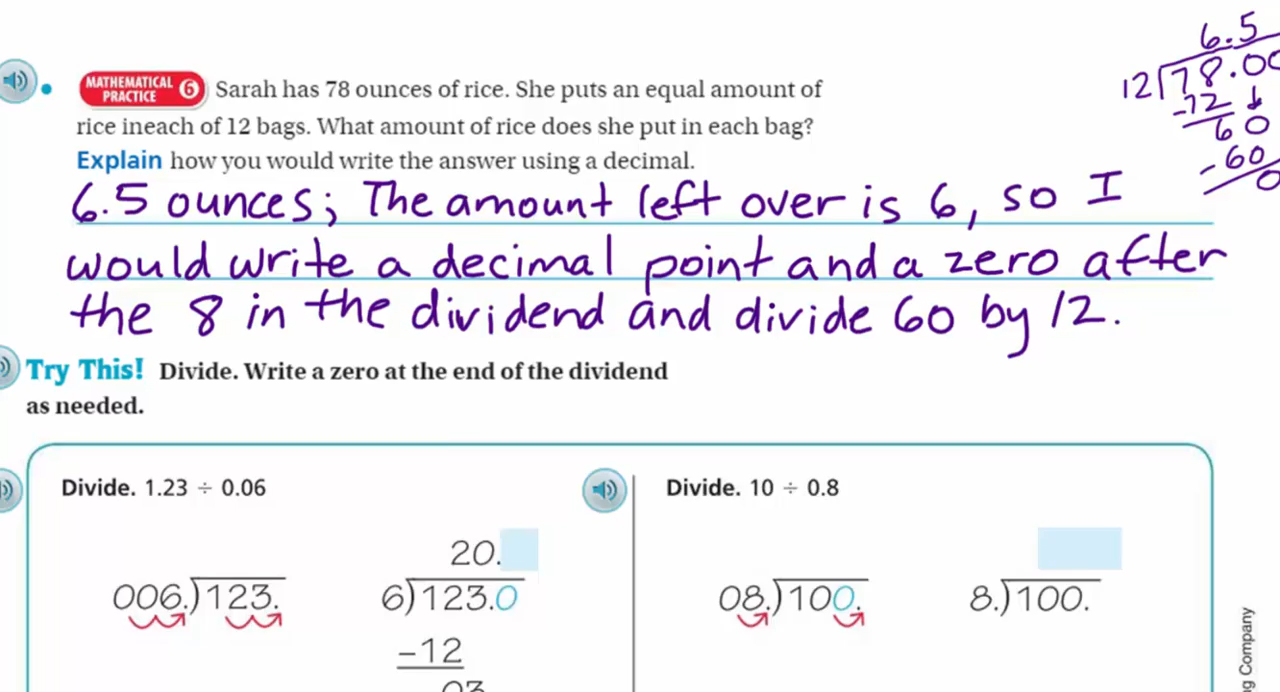 MATHEMATICAL PRACTICE 6 Sarah has 78 ounces of rice. She puts an equal amount of
rice ineach of 12 bags. What amount of rice does she put in each bag?
Explain how you would write the answer using a decimal.
6.5
12)78.00
-72
60
-60
0
6.5 ounces; The amount left over is 6, so I
would write a decimal point and a zero after
the 8 in the dividend and divide 60 by 12.
Try This! Divide. Write a zero at the end of the dividend
as needed.
Divide. 1.23 ÷ 0.06
006.)123.
20.
6)123.0
-12
03
Divide. 10 ÷ 0.8
08.)100.
8.)100.
g Company